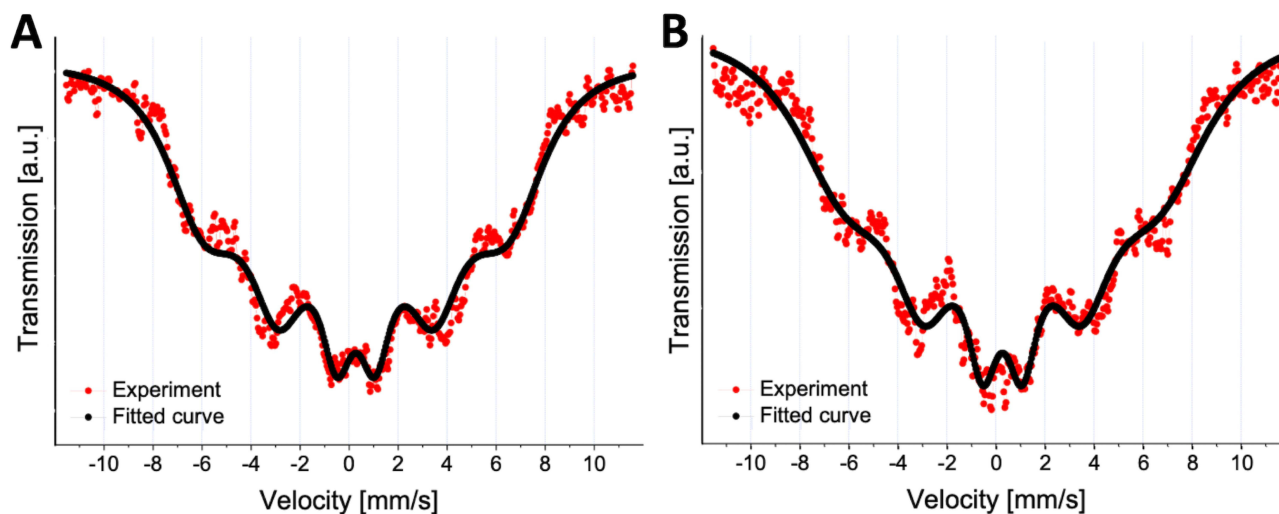 A
Transmission [a.u.]
Experiment
Fitted curve
-10 -8 -6 -4 -2 0 2 4 6 8 10
Velocity [mm/s]
B
Transmission [a.u.]
Experiment
Fitted curve
-10 -8 -6 -4 -2 0 2 4 6 8 10
Velocity [mm/s]